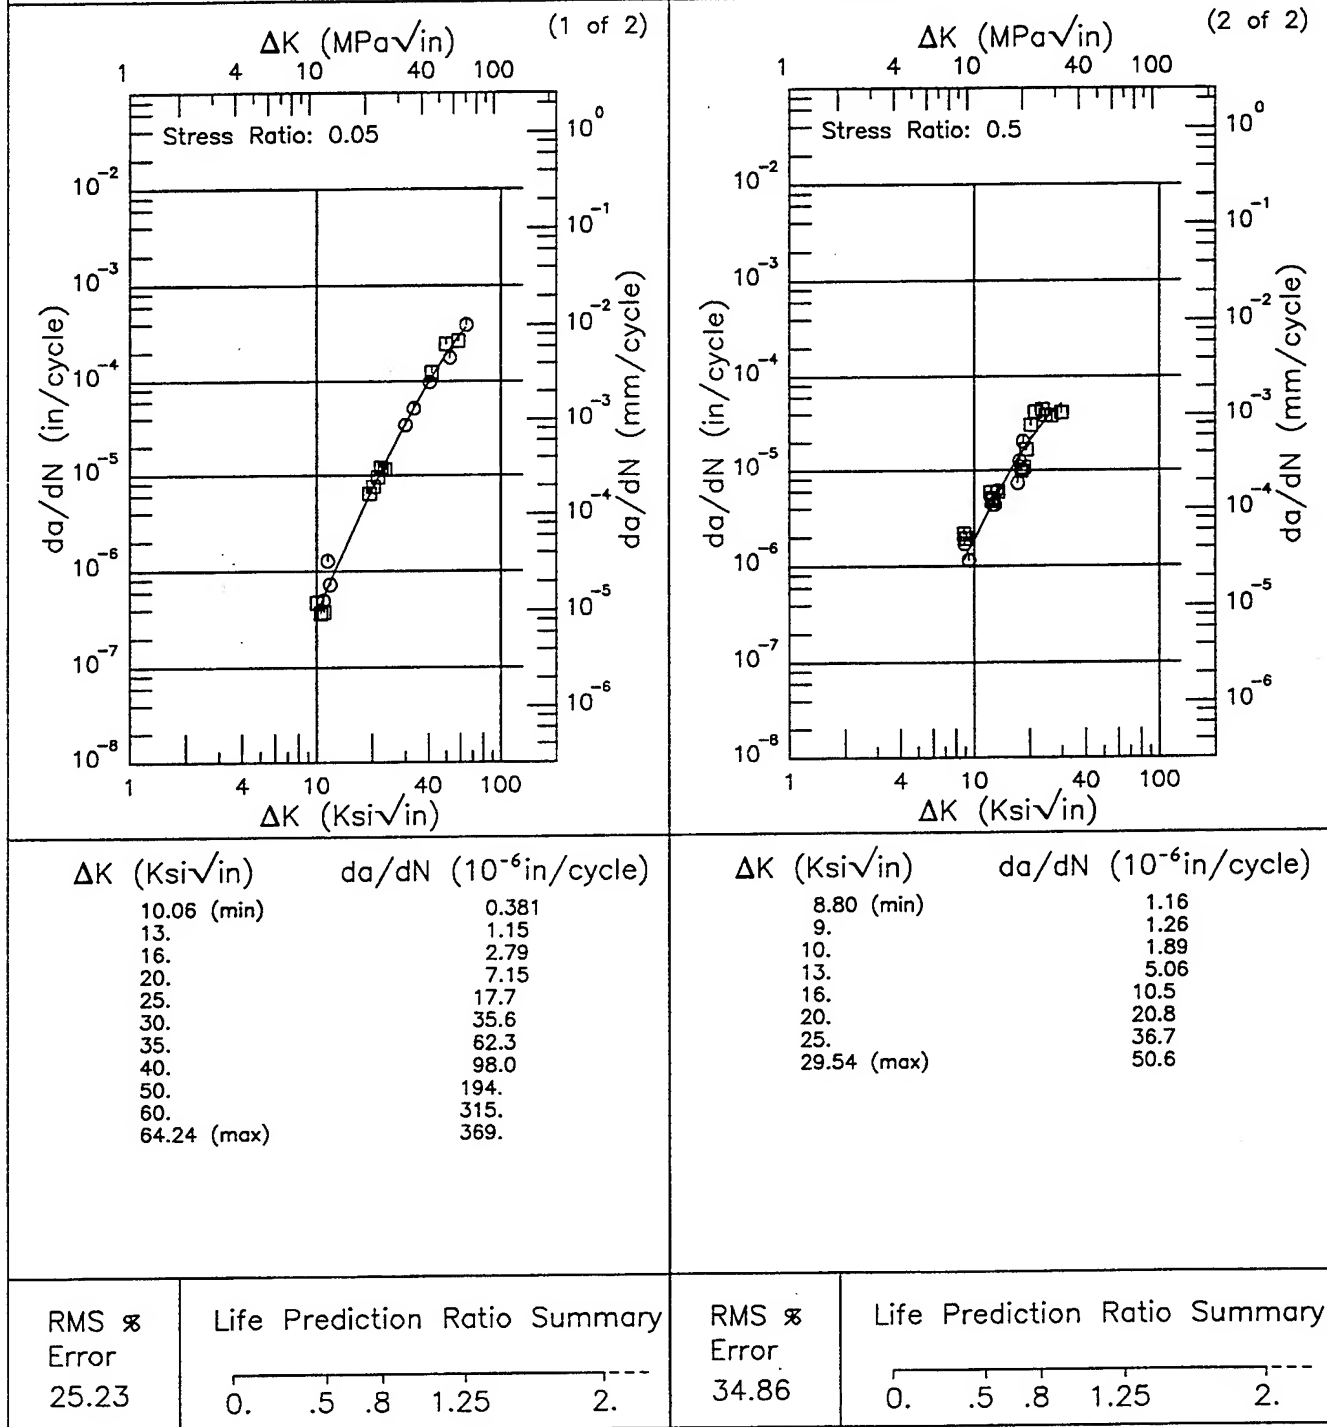 (1 of 2)
ΔK (MPa√in)
1 4 10 40 100
Stress Ratio: 0.05
10⁰
10⁻¹
10⁻²
10⁻³
10⁻⁴
10⁻⁵
10⁻⁶
da/dN (mm/cycle)
10⁻²
10⁻³
10⁻⁴
10⁻⁵
10⁻⁶
10⁻⁷
10⁻⁸
da/dN (in/cycle)
1 4 10 40 100
ΔK (Ksi√in)
ΔK (Ksi√in) da/dN (10⁻⁶in/cycle)
10.06 (min) 0.381
13. 1.15
16. 2.79
20. 7.15
25. 17.7
30. 35.6
35. 62.3
40. 98.0
50. 194.
60. 315.
64.24 (max) 369.
RMS %
Error
25.23
Life Prediction Ratio Summary
0. .5 .8 1.25 2.
(2 of 2)
ΔK (MPa√in)
1 4 10 40 100
Stress Ratio: 0.5
10⁰
10⁻¹
10⁻²
10⁻³
10⁻⁴
10⁻⁵
10⁻⁶
da/dN (mm/cycle)
10⁻²
10⁻³
10⁻⁴
10⁻⁵
10⁻⁶
10⁻⁷
10⁻⁸
da/dN (in/cycle)
1 4 10 40 100
ΔK (Ksi√in)
ΔK (Ksi√in) da/dN (10⁻⁶in/cycle)
8.80 (min) 1.16
9. 1.26
10. 1.89
13. 5.06
16. 10.5
20. 20.8
25. 36.7
29.54 (max) 50.6
RMS %
Error
34.86
Life Prediction Ratio Summary
0. .5 .8 1.25 2.